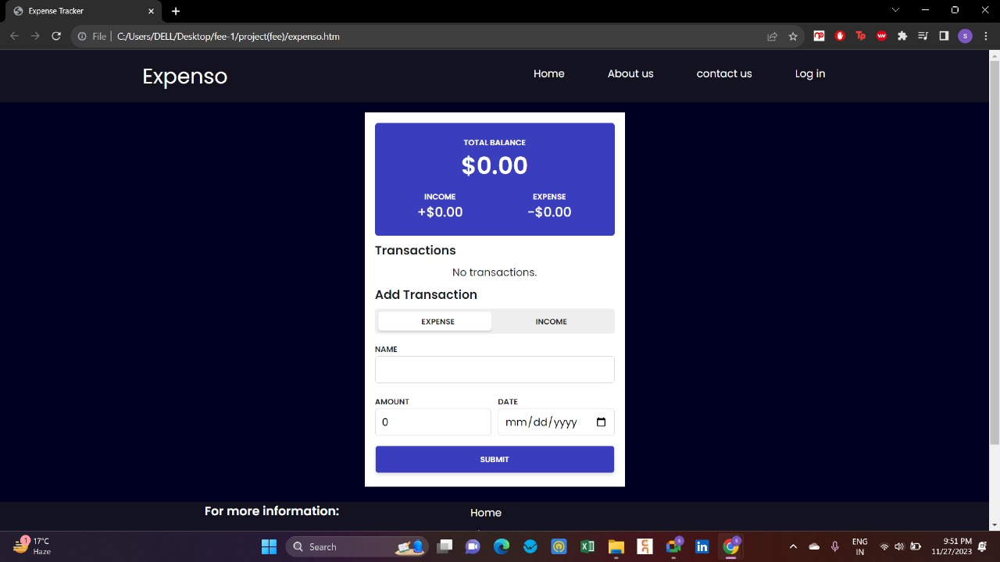 Expense Tracker
File | C:/Users/DELL/Desktop/fee-1/project(fee)/expenso.htm
Expenso
Home About us contact us Log in
TOTAL BALANCE
$0.00
INCOME EXPENSE
+$0.00 -$0.00
Transactions
No transactions.
Add Transaction
EXPENSE INCOME
NAME
AMOUNT DATE
0 mm/dd/yyyy
SUBMIT
For more information: Home
1 17°C
Haze
Search
ENG
IN
9:51 PM
11/27/2023